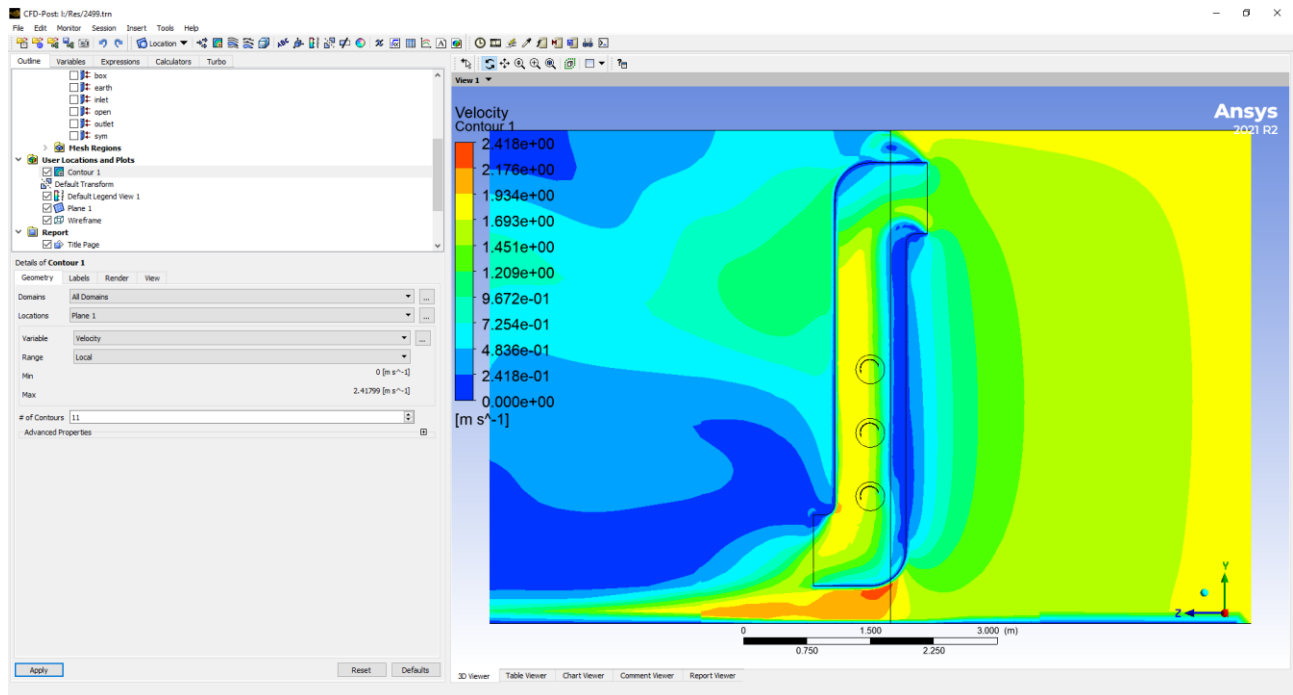 CFD-Post: I:/Res/2499.trn
File Edit Monitor Session Insert Tools Help
Location
Outline Variables Expressions Calculators Turbo
box
earth
inlet
open
outlet
sym
Mesh Regions
User Locations and Plots
Contour 1
Default Transform
Default Legend View 1
Plane 1
Wireframe
Report
Title Page
Details of Contour 1
Geometry Labels Render View
Domains All Domains ...
Locations Plane 1 ...
Variable Velocity ...
Range Local
Min 0 [m s^-1]
Max 2.41799 [m s^-1]
# of Contours 11
Advanced Properties
Apply Reset Defaults
View 1
Velocity
Contour 1
2.418e+00
2.176e+00
1.934e+00
1.693e+00
1.451e+00
1.209e+00
9.672e-01
7.254e-01
4.836e-01
2.418e-01
0.000e+00
[m s^-1]
Ansys
2021 R2
Y
Z
0 1.500 3.000 (m)
0.750 2.250
3D Viewer Table Viewer Chart Viewer Comment Viewer Report Viewer